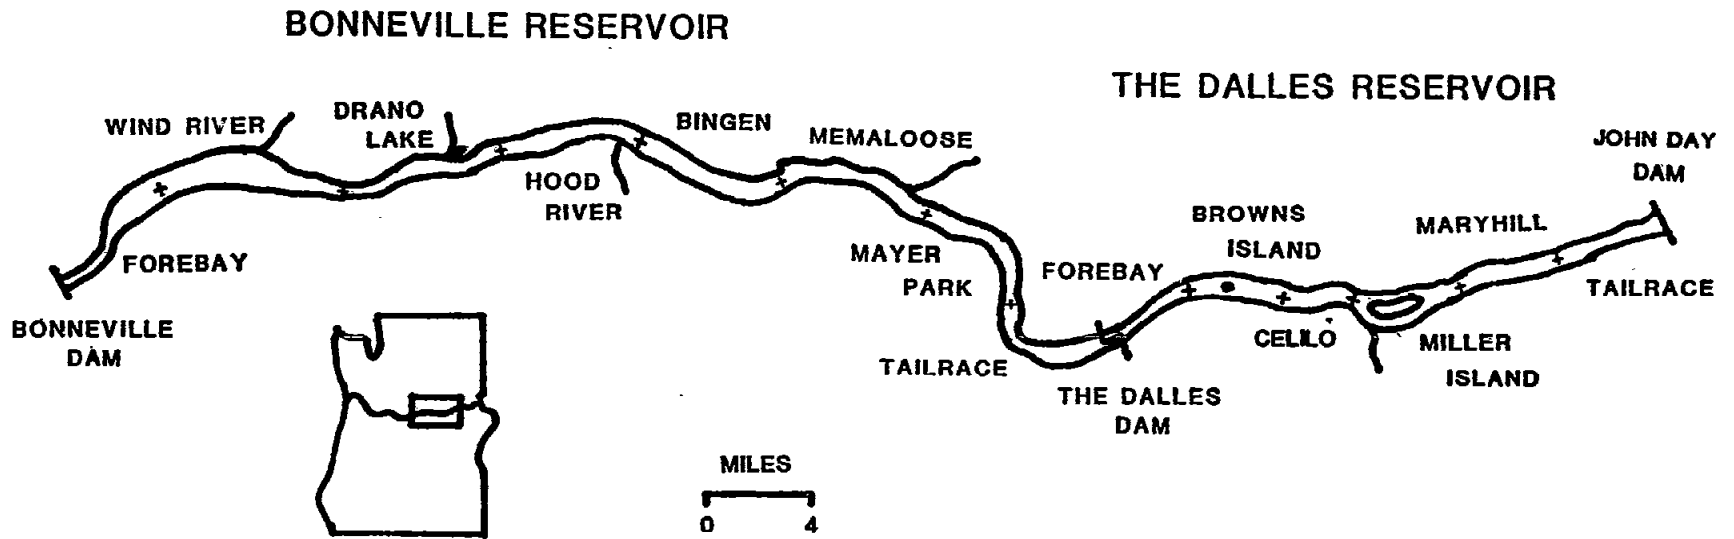 BONNEVILLE RESERVOIR
THE DALLES RESERVOIR
WIND RIVER
DRANO
LAKE
BINGEN
MEMALOOSE
JOHN DAY
DAM
HOOD
RIVER
BROWNS
ISLAND
MARYHILL
FOREBAY
MAYER
PARK
FOREBAY
TAILRACE
BONNEVILLE
DAM
TAILRACE
CELILO
MILLER
ISLAND
THE DALLES
DAM
MILES
0 4